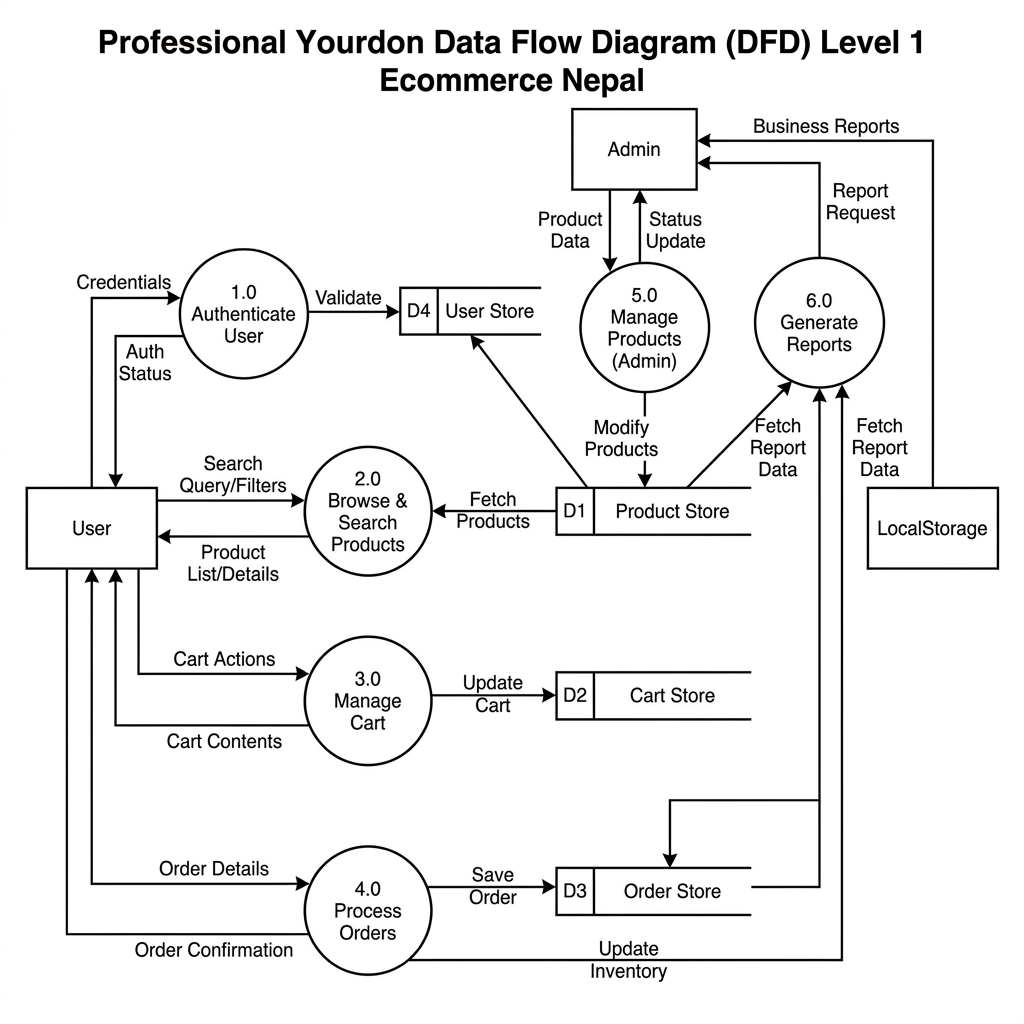 Professional Yourdon Data Flow Diagram (DFD) Level 1
Ecommerce Nepal
Admin
Business Reports
Report
Request
Product
Data
Status
Update
Credentials
1.0
Authenticate
User
Validate
D4
User Store
5.0
Manage
Products
(Admin)
6.0
Generate
Reports
Auth
Status
Modify
Products
Fetch
Report
Data
Fetch
Report
Data
Search
Query/Filters
2.0
Browse &
Search
Products
Fetch
Products
D1
Product Store
User
LocalStorage
Product
List/Details
Cart Actions
3.0
Manage
Cart
Update
Cart
D2
Cart Store
Cart Contents
Order Details
4.0
Process
Orders
Save
Order
D3
Order Store
Order Confirmation
Update
Inventory